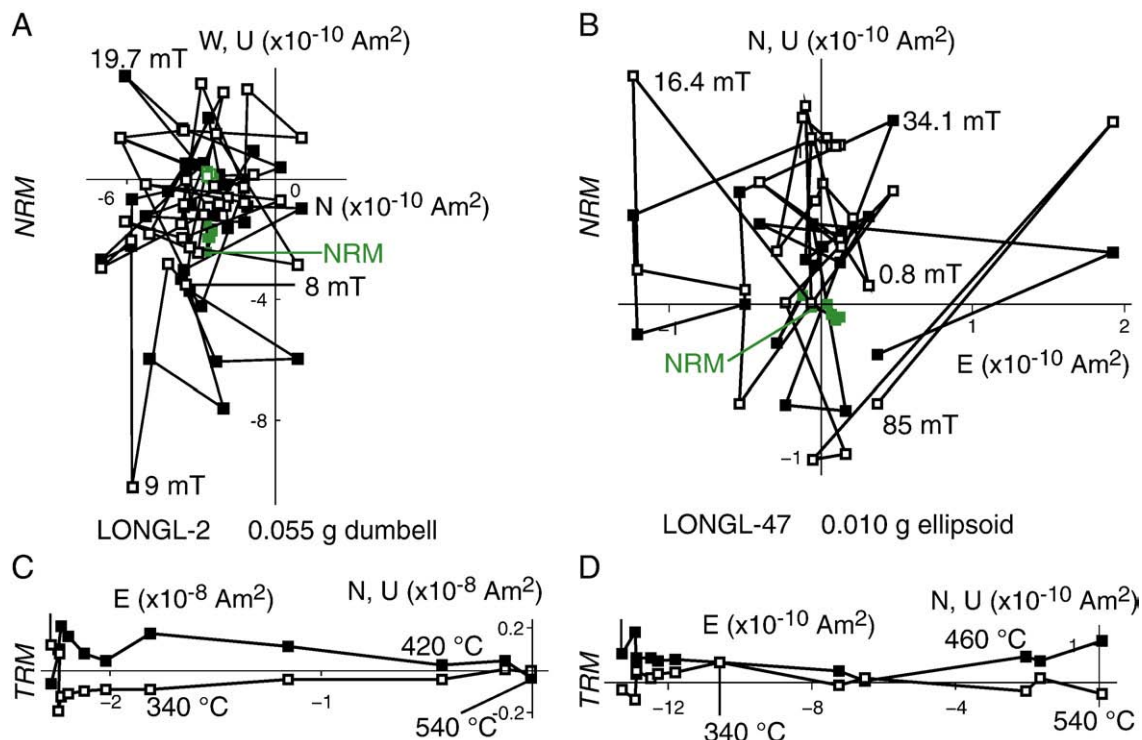 A
W, U (x10⁻¹⁰ Am²)
19.7 mT
NRM
-6
0
N (x10⁻¹⁰ Am²)
NRM
8 mT
-4
-8
9 mT
LONGL-2 0.055 g dumbell
B
N, U (x10⁻¹⁰ Am²)
16.4 mT
34.1 mT
NRM
1
0.8 mT
-1
1
2
NRM
E (x10⁻¹⁰ Am²)
85 mT
-1
LONGL-47 0.010 g ellipsoid
C
E (x10⁻⁸ Am²)
N, U (x10⁻⁸ Am²)
0.2
420 °C
TRM
-2
-1
340 °C
540 °C
-0.2
D
N, U (x10⁻¹⁰ Am²)
E (x10⁻¹⁰ Am²)
460 °C
1
TRM
-12
-8
-4
340 °C
540 °C